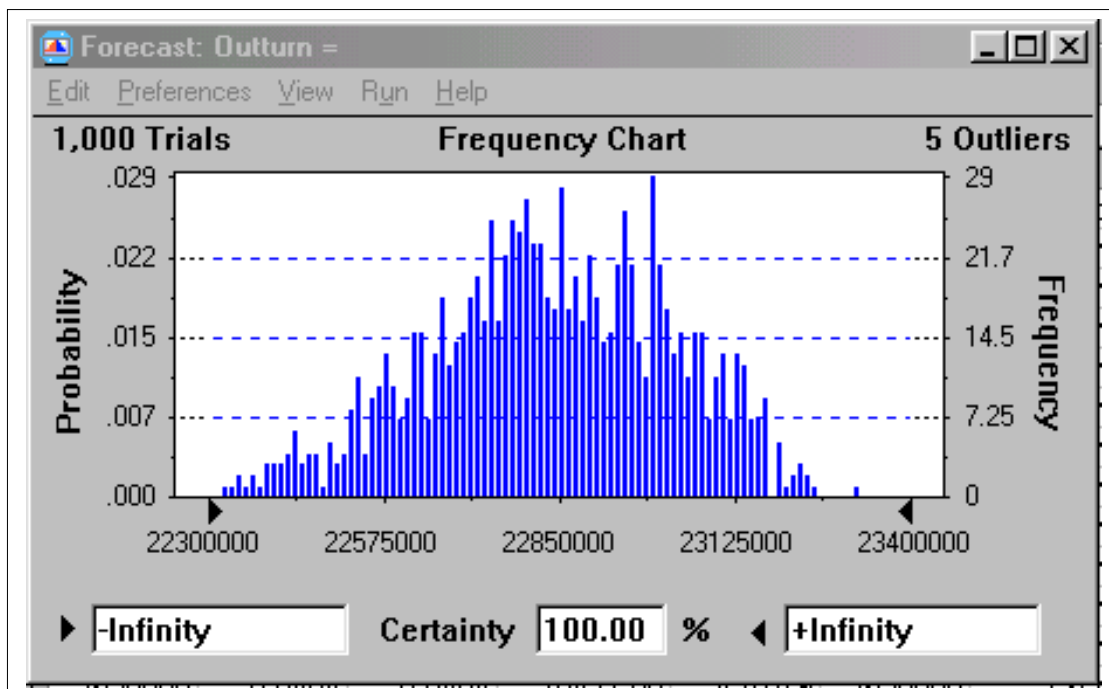 Forecast: Outturn =
Edit Preferences View Run Help
1,000 Trials Frequency Chart 5 Outliers
.029 29
.022 21.7
.015 14.5
.007 7.25
.000 0
Probability
Frequency
22300000 22575000 22850000 23125000 23400000
-Infinity Certainty 100.00 % +Infinity